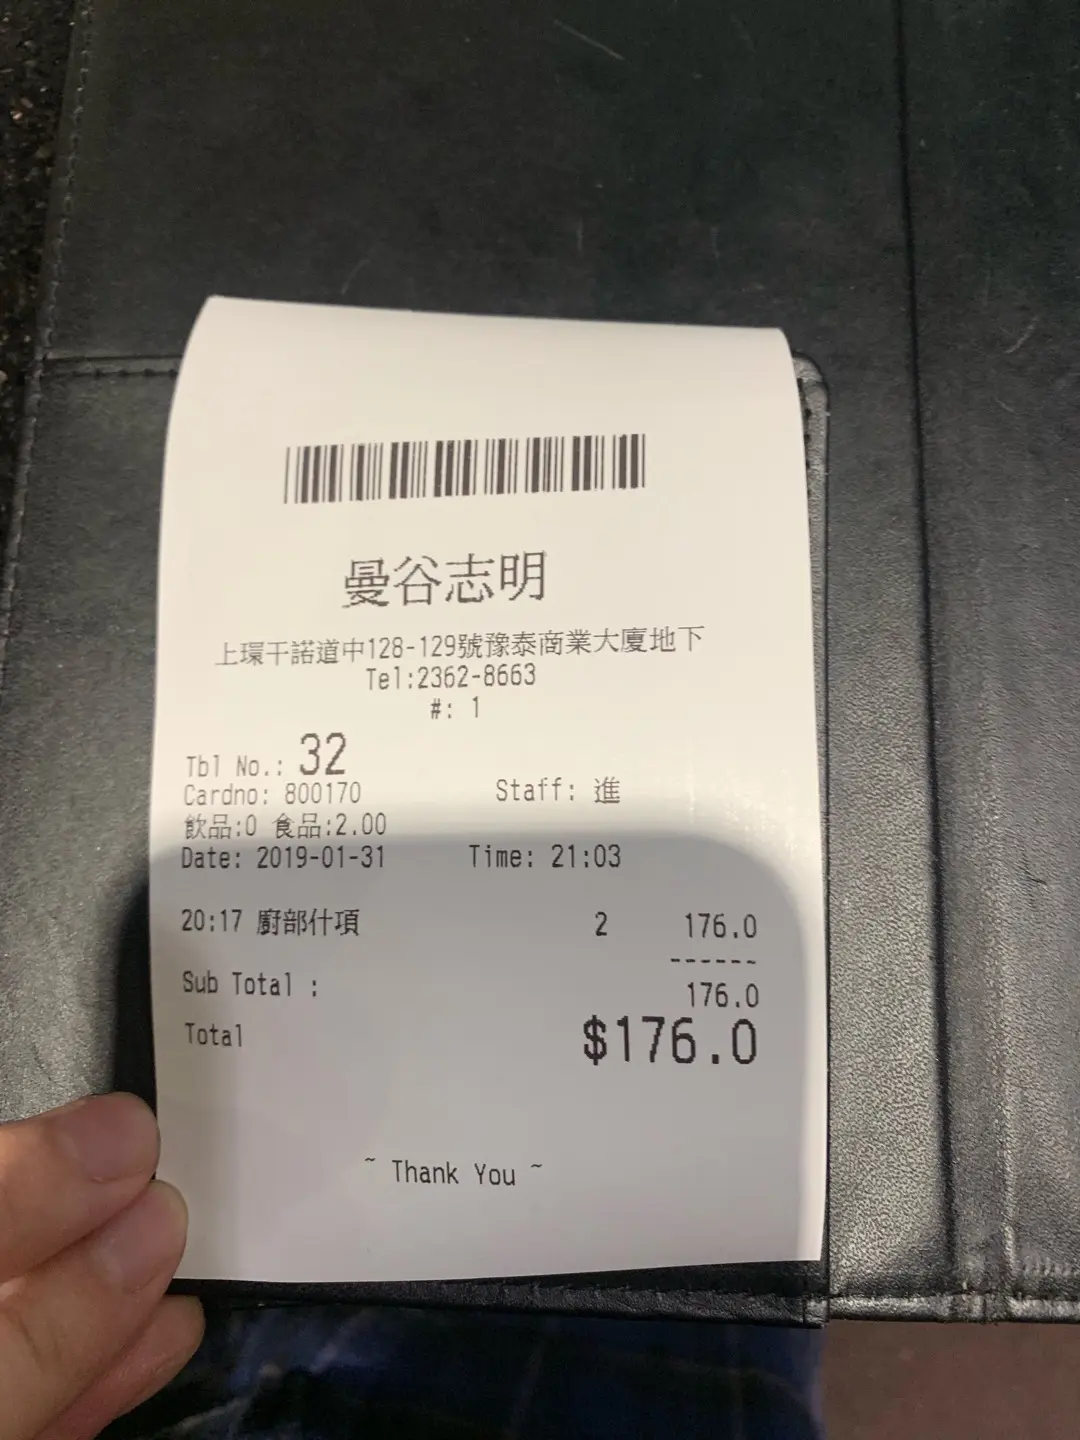 曼谷志明
上環干諾道中128-129號豫泰商業大廈地下
Tel:2362-8663
#: 1
Tbl No.: 32
Cardno: 800170 Staff: 進
飲品:0 食品:2.00
Date: 2019-01-31 Time: 21:03
20:17 廚部什項 2 176.0
------
Sub Total : 176.0
Total $176.0
~ Thank You ~